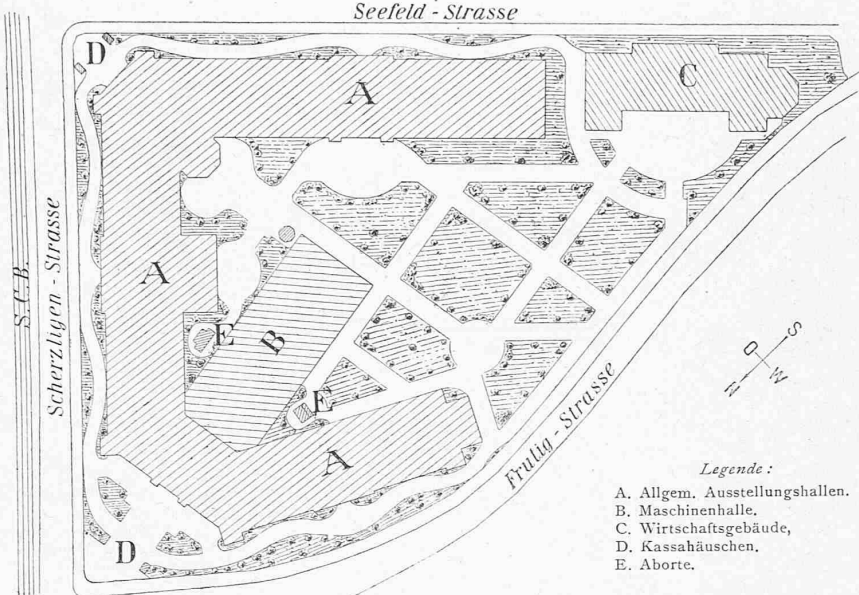 Seefeld - Strasse
D
A
C
S.C.B.
Scherzligen - Strasse
A
E
B
E
A
D
Frutig - Strasse
S
O
W
N
Legende:
A. Allgem. Ausstellungshallen.
B. Maschinenhalle.
C. Wirtschaftsgebäude,
D. Kassahäuschen.
E. Aborte.